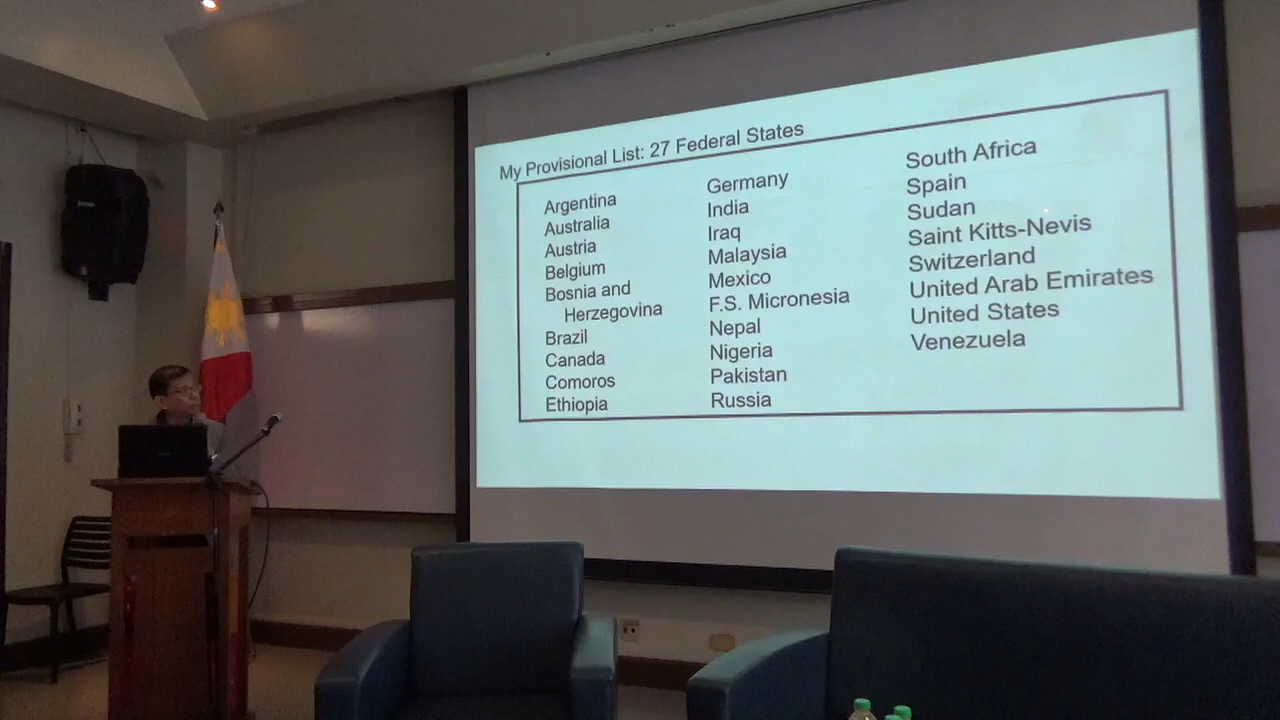 My Provisional List: 27 Federal States
Argentina
Australia
Austria
Belgium
Bosnia and
Herzegovina
Brazil
Canada
Comoros
Ethiopia
Germany
India
Iraq
Malaysia
Mexico
F.S. Micronesia
Nepal
Nigeria
Pakistan
Russia
South Africa
Spain
Sudan
Saint Kitts-Nevis
Switzerland
United Arab Emirates
United States
Venezuela